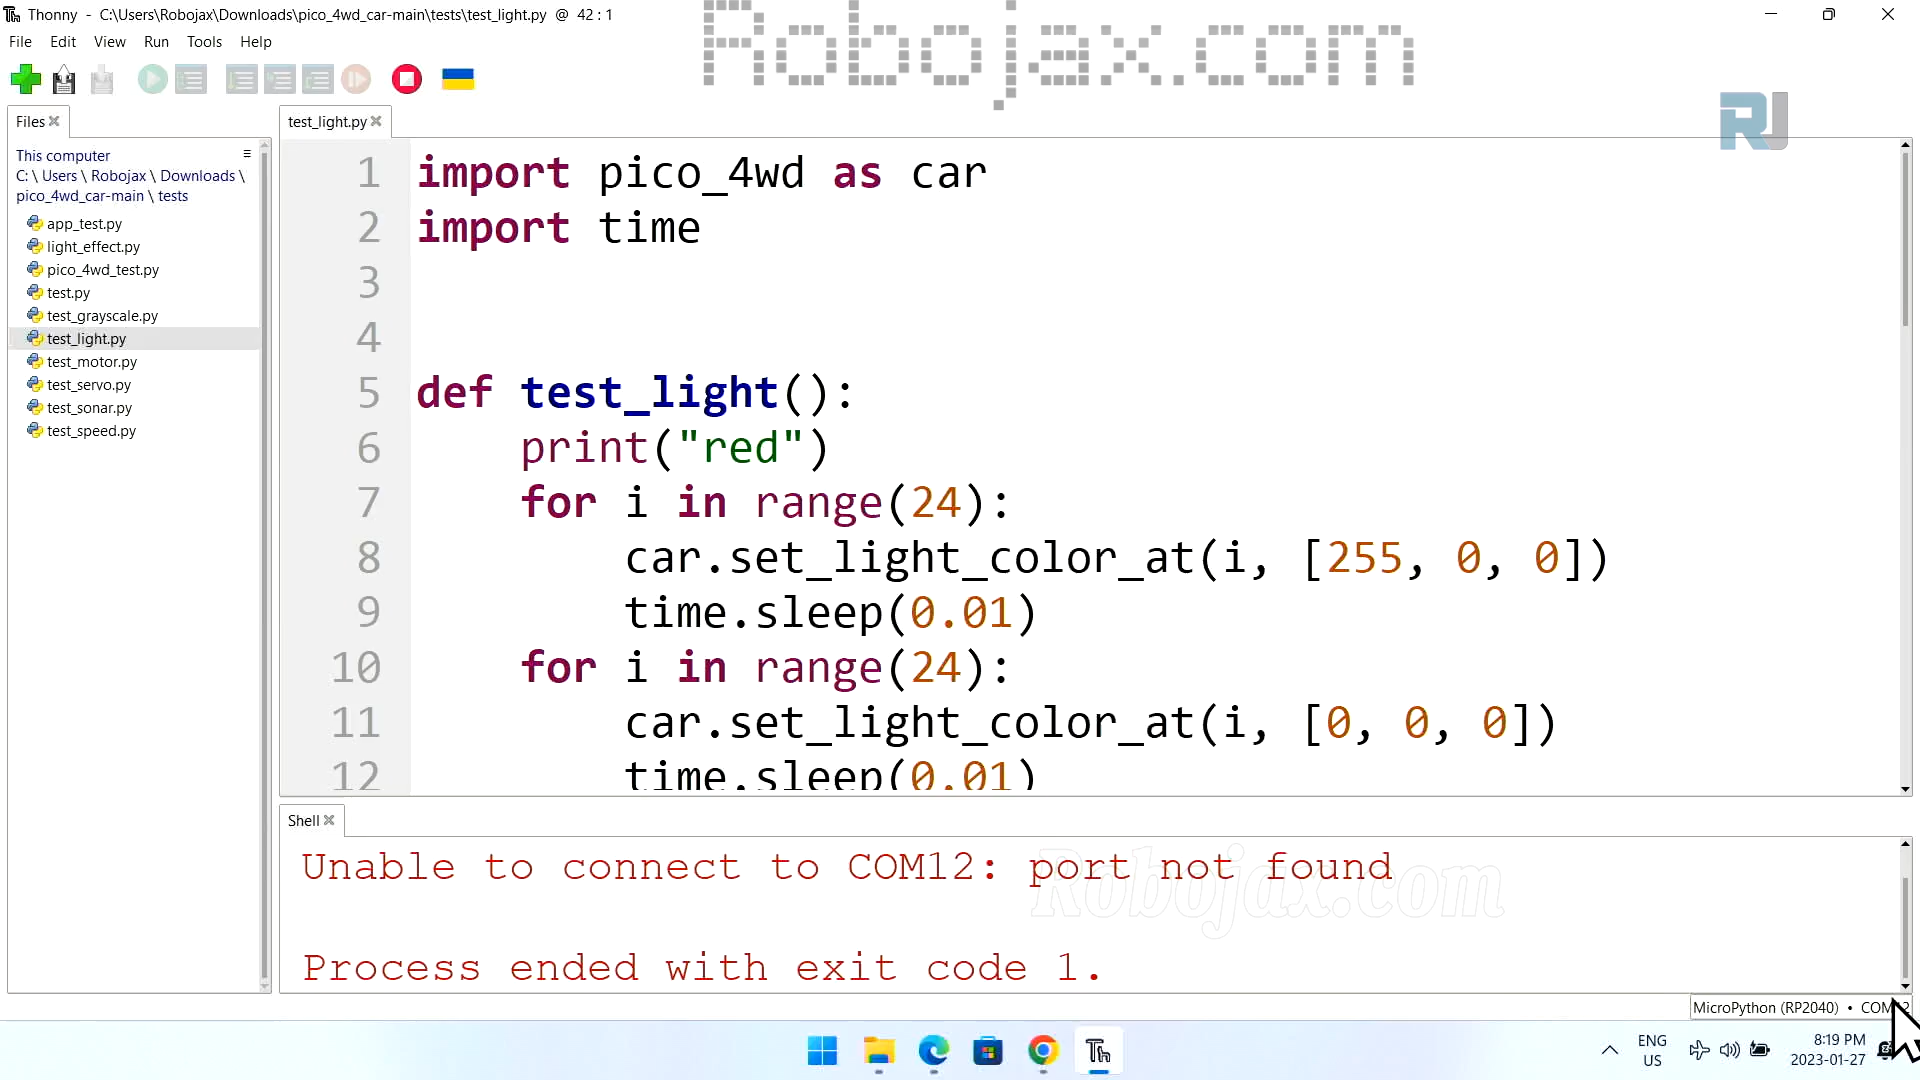 Thonny - C:\Users\Robojax\Downloads\pico_4wd_car-main\tests\test_light.py @ 42 : 1
Robojax.com
File Edit View Run Tools Help
RJ
Files
test_light.py
This computer
C: \ Users \ Robojax \ Downloads \
pico_4wd_car-main \ tests
app_test.py
light_effect.py
pico_4wd_test.py
test.py
test_grayscale.py
test_light.py
test_motor.py
test_servo.py
test_sonar.py
test_speed.py
1 import pico_4wd as car
2 import time
3
4
5 def test_light():
6 print("red")
7 for i in range(24):
8 car.set_light_color_at(i, [255, 0, 0])
9 time.sleep(0.01)
10 for i in range(24):
11 car.set_light_color_at(i, [0, 0, 0])
12 time.sleep(0.01)
Shell
Unable to connect to COM12: port not found
Robojax.com
Process ended with exit code 1.
MicroPython (RP2040) • COM12
Th
ENG
US
8:19 PM
2023-01-27